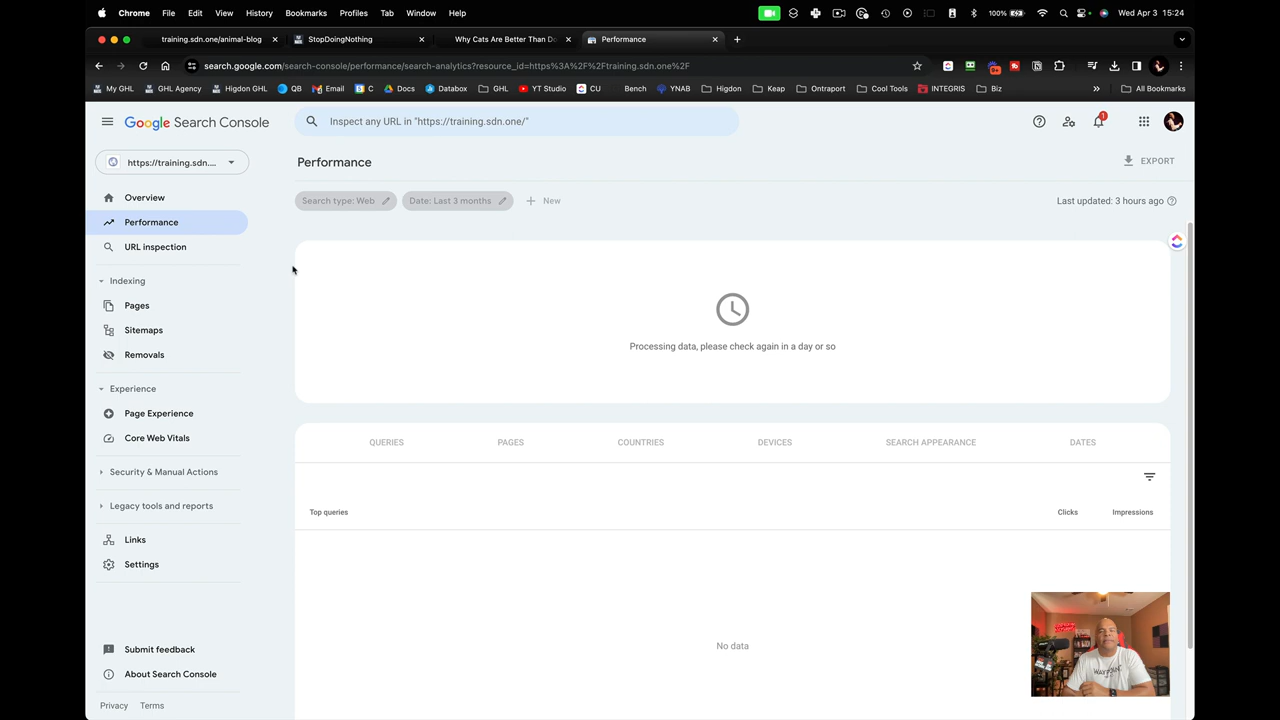 Chrome File Edit View History Bookmarks Profiles Tab Window Help 100% Wed Apr 3 15:24
training.sdn.one/animal-blog StopDoingNothing Why Cats Are Better Than Do Performance
search.google.com/search-console/performance/search-analytics?resource_id=https%3A%2F%2Ftraining.sdn.one%2F
My GHL GHL Agency Higdon GHL QB Email C Docs Databox GHL YT Studio CU Bench YNAB Higdon Keap Ontraport Cool Tools INTEGRIS Biz » All Bookmarks
Google Search Console
Inspect any URL in "https://training.sdn.one/"
1
https://training.sdn....
Performance
EXPORT
Search type: Web
Date: Last 3 months
New
Last updated: 3 hours ago
Overview
Performance
URL inspection
Indexing
Pages
Sitemaps
Removals
Experience
Page Experience
Core Web Vitals
Security & Manual Actions
Legacy tools and reports
Links
Settings
Submit feedback
About Search Console
Privacy Terms
Processing data, please check again in a day or so
QUERIES PAGES COUNTRIES DEVICES SEARCH APPEARANCE DATES
Top queries Clicks Impressions
No data